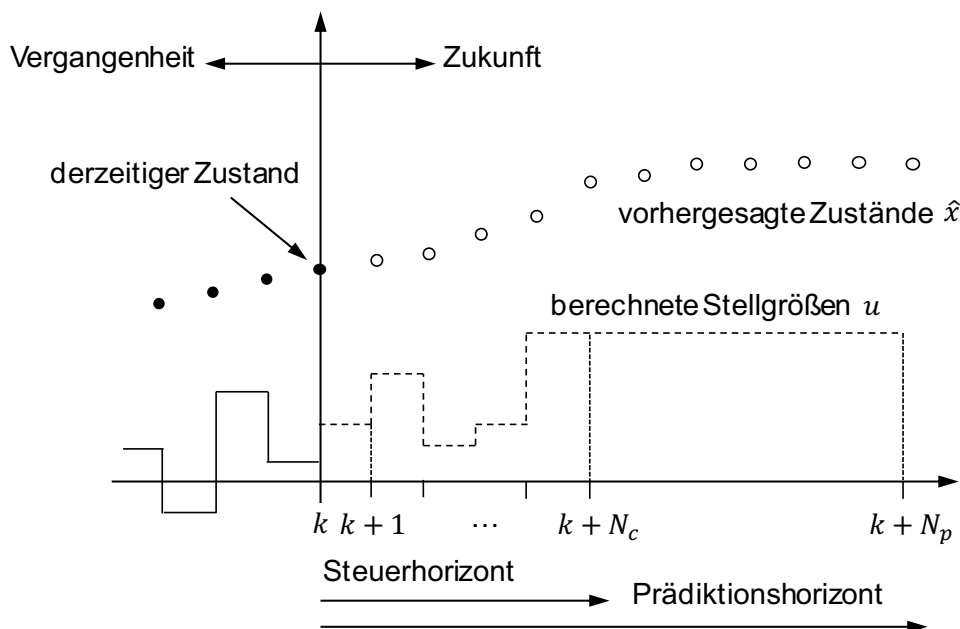 Vergangenheit
Zukunft
derzeitiger Zustand
vorhergesagte Zustände x̂
berechnete Stellgrößen u
k k + 1 ⋯ k + N_c k + N_p
Steuerhorizont
Prädiktionshorizont